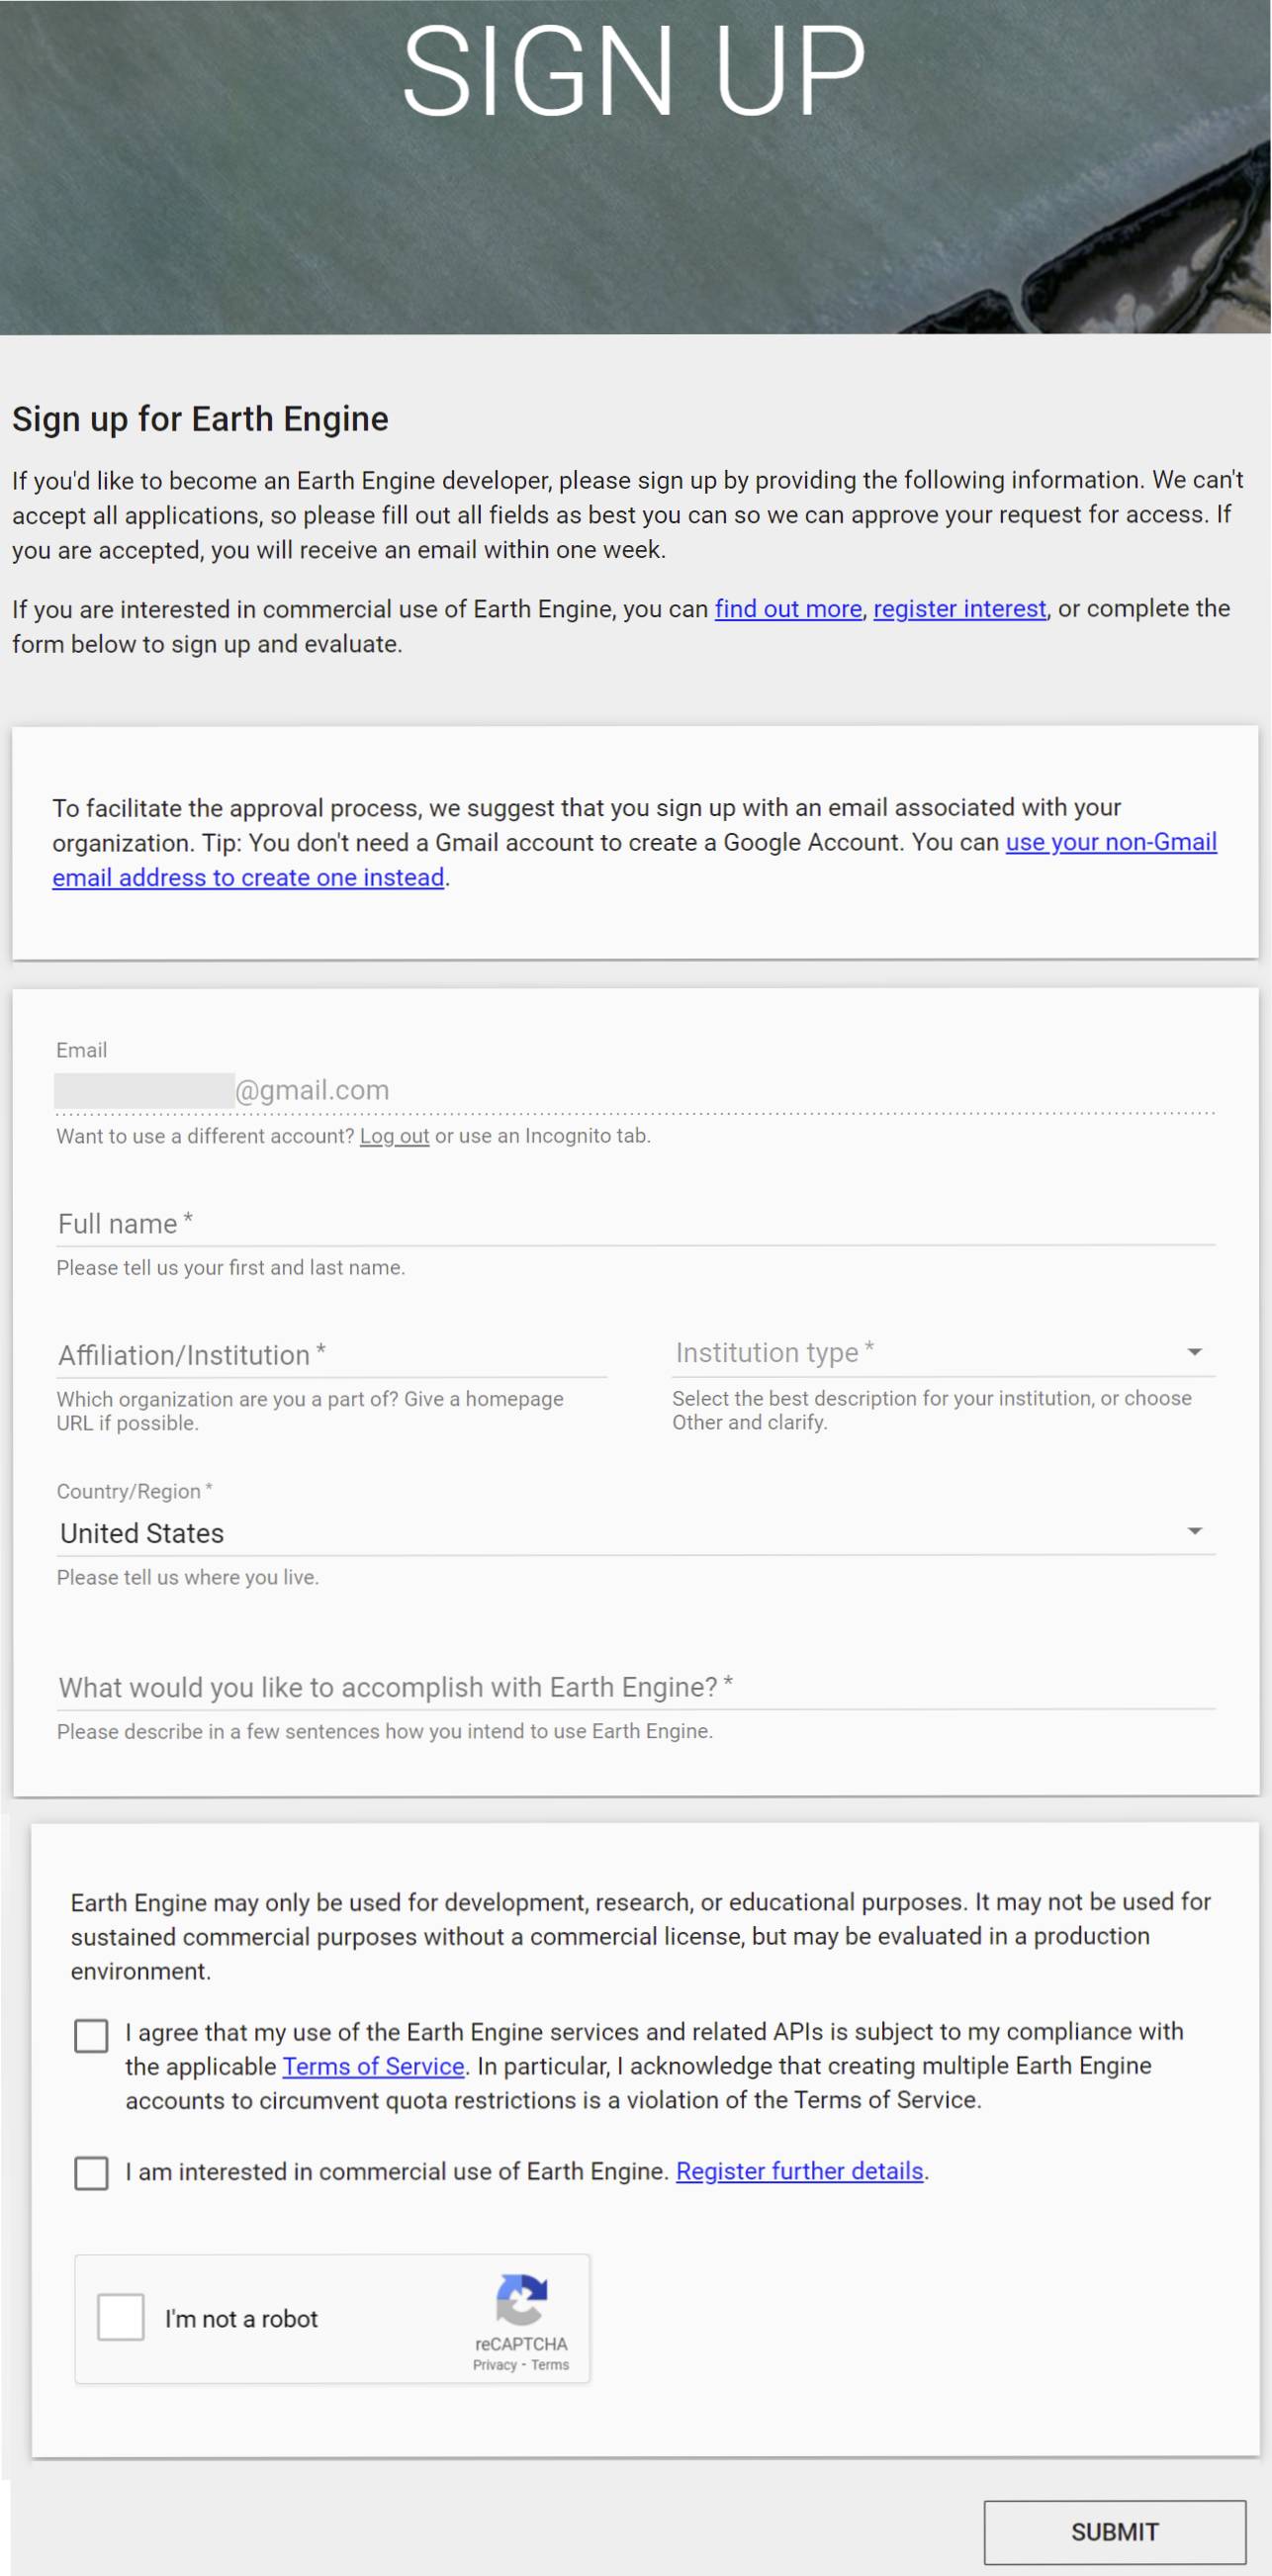 SIGN UP
Sign up for Earth Engine
If you'd like to become an Earth Engine developer, please sign up by providing the following information. We can't
accept all applications, so please fill out all fields as best you can so we can approve your request for access. If
you are accepted, you will receive an email within one week.
If you are interested in commercial use of Earth Engine, you can find out more, register interest, or complete the
form below to sign up and evaluate.
To facilitate the approval process, we suggest that you sign up with an email associated with your
organization. Tip: You don't need a Gmail account to create a Google Account. You can use your non-Gmail
email address to create one instead.
Email
@gmail.com
Want to use a different account? Log out or use an Incognito tab.
Full name *
Please tell us your first and last name.
Affiliation/Institution *
Which organization are you a part of? Give a homepage
URL if possible.
Institution type *
Select the best description for your institution, or choose
Other and clarify.
Country/Region *
United States
Please tell us where you live.
What would you like to accomplish with Earth Engine? *
Please describe in a few sentences how you intend to use Earth Engine.
Earth Engine may only be used for development, research, or educational purposes. It may not be used for
sustained commercial purposes without a commercial license, but may be evaluated in a production
environment.
I agree that my use of the Earth Engine services and related APIs is subject to my compliance with
the applicable Terms of Service. In particular, I acknowledge that creating multiple Earth Engine
accounts to circumvent quota restrictions is a violation of the Terms of Service.
I am interested in commercial use of Earth Engine. Register further details.
I'm not a robot
reCAPTCHA
Privacy - Terms
SUBMIT